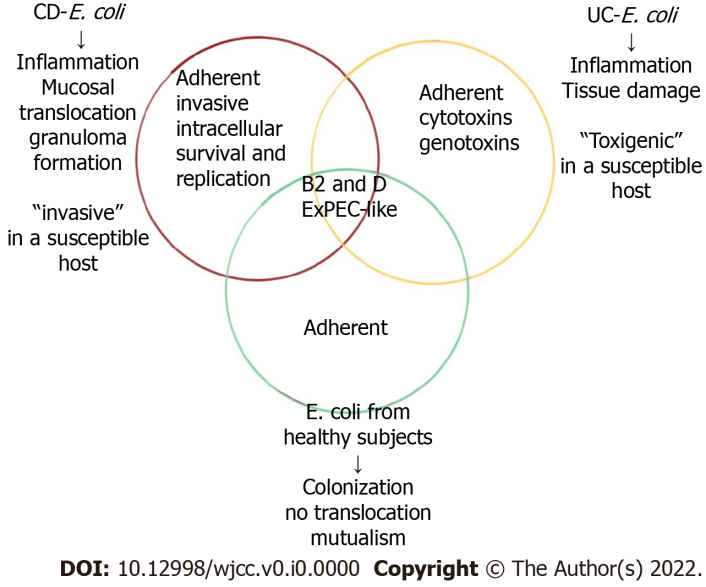 CD-E. coli
↓
Inflammation
Mucosal
translocation
granuloma
formation
“invasive”
in a susceptible
host
Adherent
invasive
intracellular
survival and
replication
Adherent
cytotoxins
genotoxins
UC-E. coli
↓
Inflammation
Tissue damage
“Toxigenic”
in a susceptible
host
B2 and D
ExPEC-like
Adherent
E. coli from
healthy subjects
↓
Colonization
no translocation
mutualism
DOI: 10.12998/wjcc.v0.i0.0000 Copyright © The Author(s) 2022.